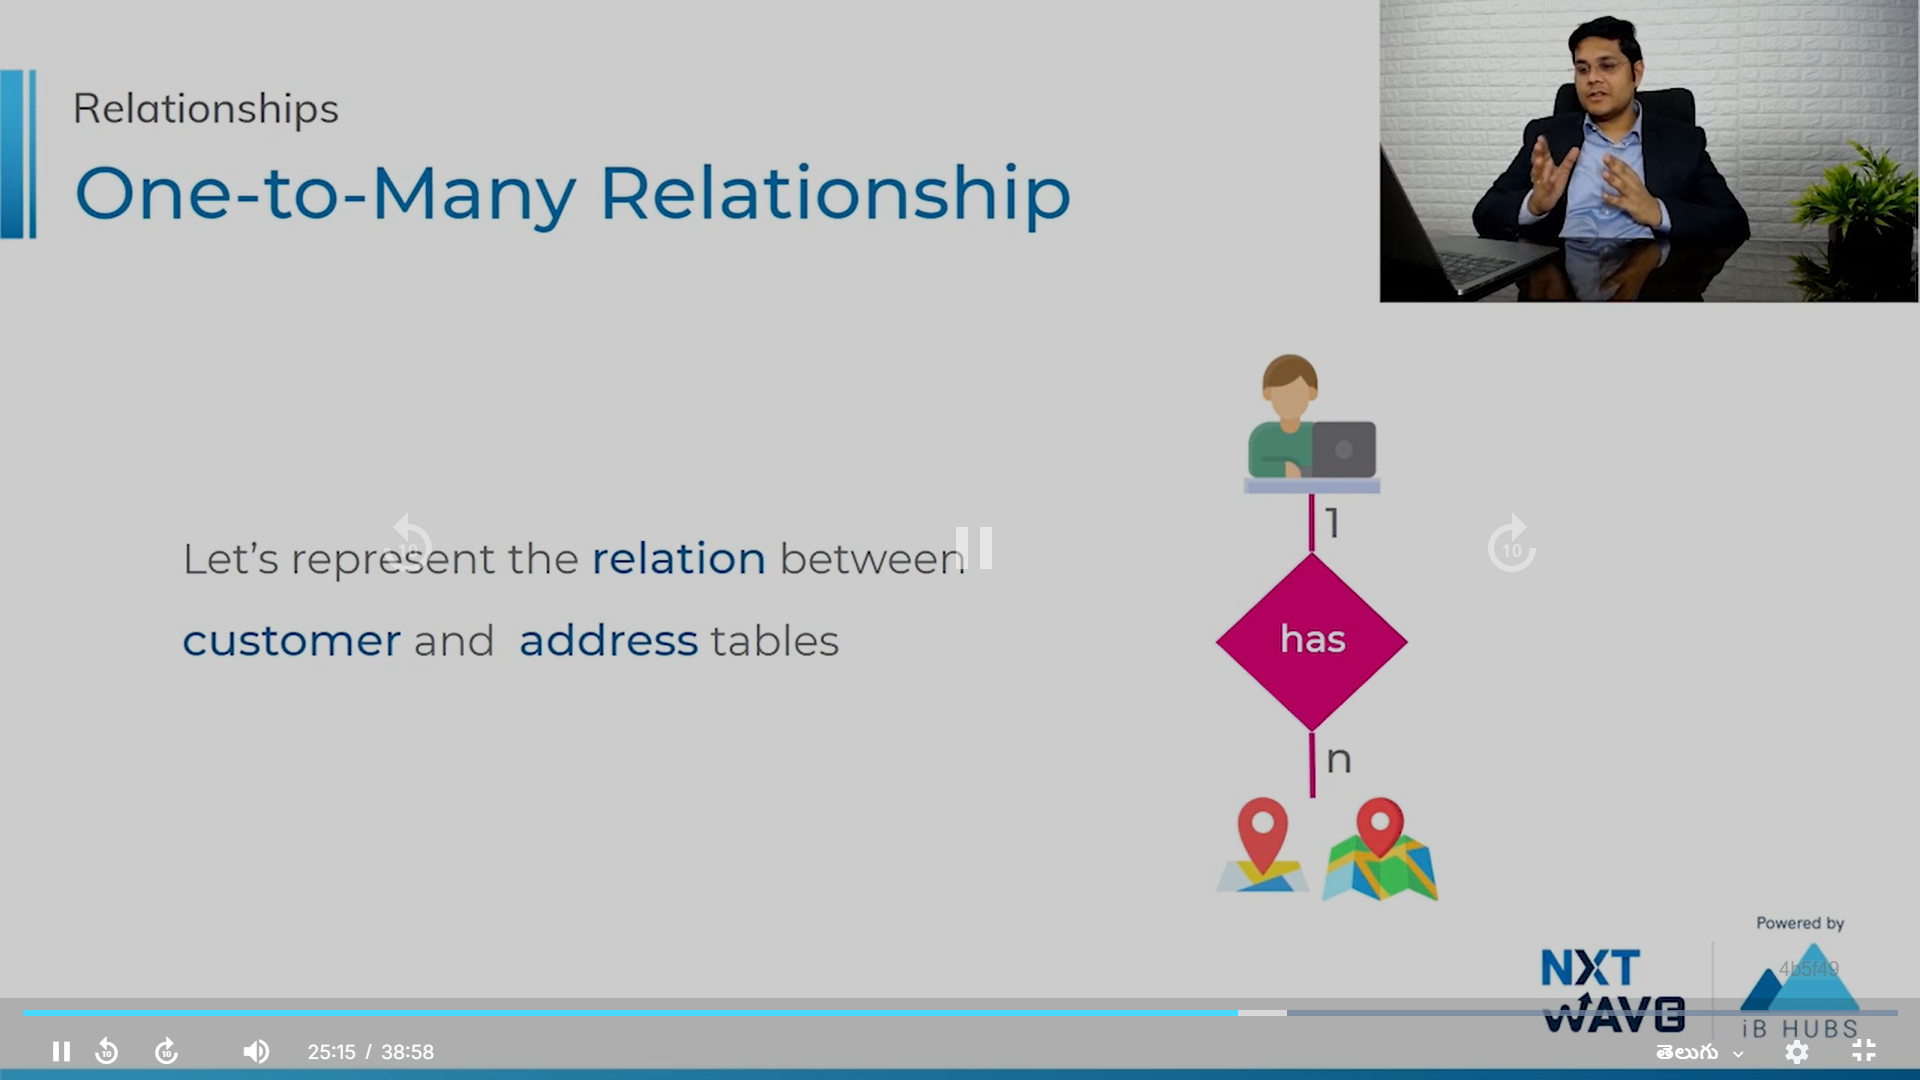 Relationships
One-to-Many Relationship
Let's represent the relation between
customer and address tables
1
has
n
Powered by
NXT
WAVE
4b5f49
iB HUBS
10
10
10
10
25:15 / 38:58
తెలుగు